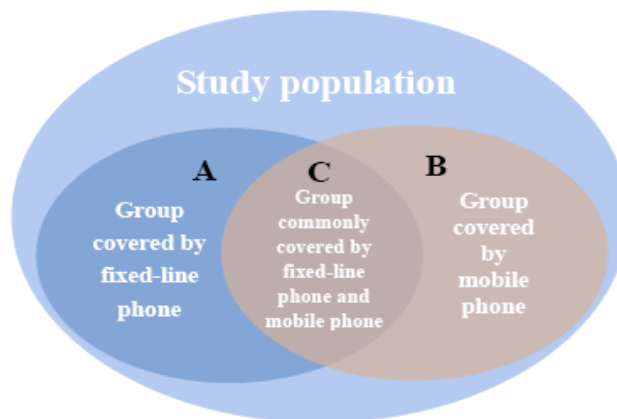 Study population
A
Group
covered by
fixed-line
phone
C
Group
commonly
covered by
fixed-line
phone and
mobile phone
B
Group
covered
by
mobile
phone